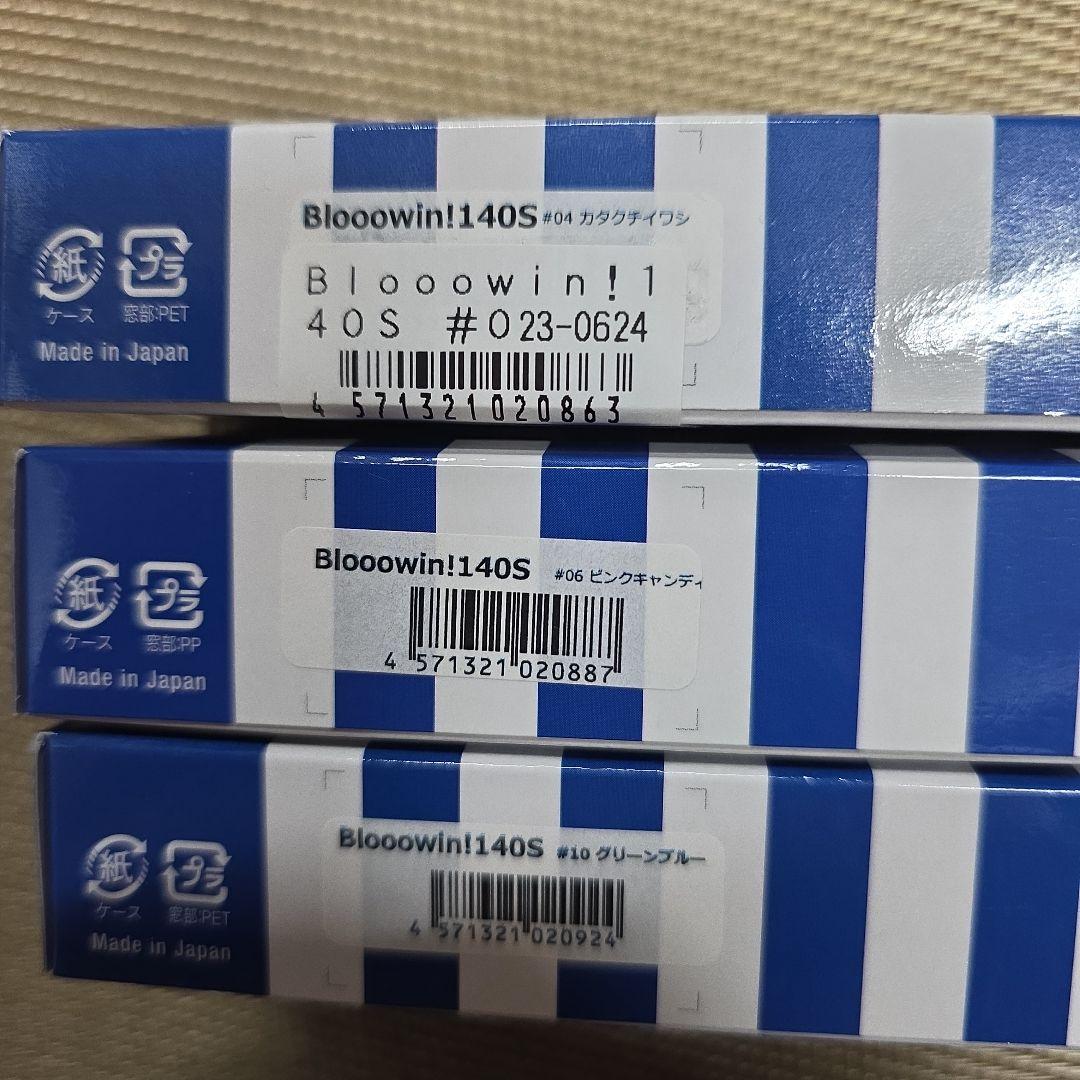 Blooowin!140S #04 カタクチイワシ
Blooowin!1
40S #023-0624
4571321020863
紙
プラ
ケース
窓部:PET
Made in Japan
Blooowin!140S #06 ピンクキャンディ
4 571321 020887
紙
プラ
ケース
窓部:PP
Made in Japan
Blooowin!140S #10 グリーンブルー
4 571321 020924
紙
プラ
ケース
窓部:PET
Made in Japan